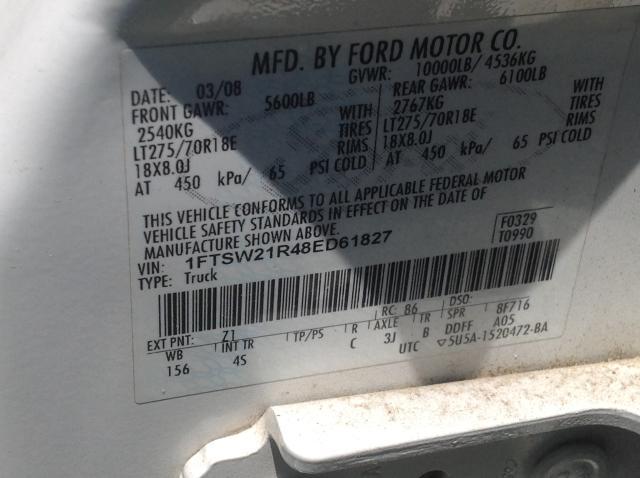 MFD. BY FORD MOTOR CO.
DATE: 03/08 GVWR: 10000LB/ 4536KG
FRONT GAWR: 5600LB REAR GAWR: 6100LB
2540KG WITH 2767KG WITH
LT275/70R18E TIRES LT275/70R18E TIRES
18X8.0J RIMS 18X8.0J RIMS
AT 450 kPa/ 65 PSI COLD AT 450 kPa/ 65 PSI COLD
THIS VEHICLE CONFORMS TO ALL APPLICABLE FEDERAL MOTOR
VEHICLE SAFETY STANDARDS IN EFFECT ON THE DATE OF
MANUFACTURE SHOWN ABOVE.
VIN: 1FTSW21R48ED61827 F0329
TYPE: Truck T0990
EXT PNT: Z1 RC: 86 DSO:
WB INT TR TP/PS R AXLE TR SPR 8F716
156 4S C 3J B DDFF A05
UTC ▽5U5A-1520472-BA